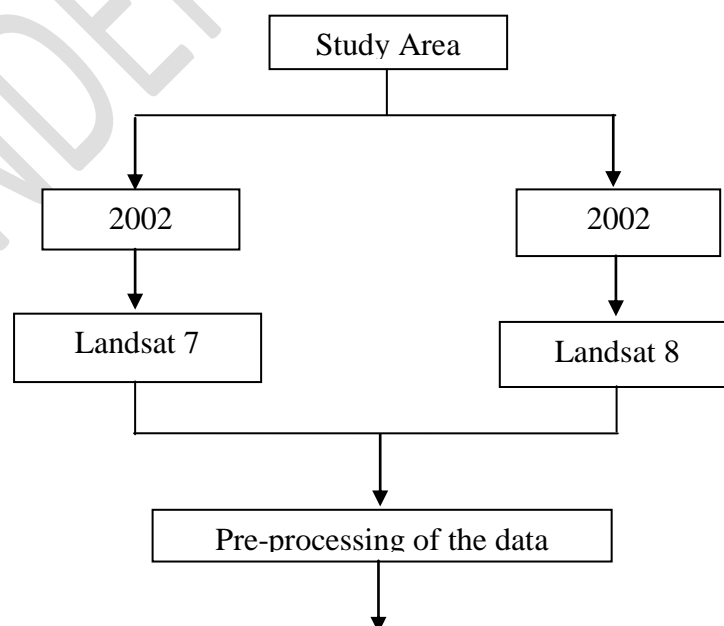 Study Area
2002
2002
Landsat 7
Landsat 8
Pre-processing of the data